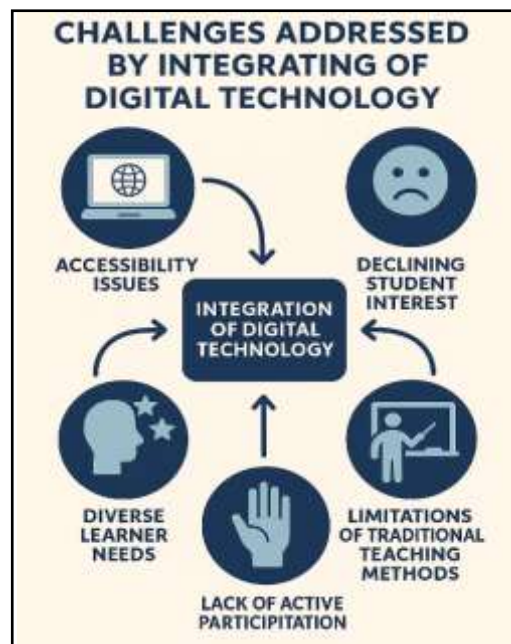 CHALLENGES ADDRESSED
BY INTEGRATING OF
DIGITAL TECHNOLOGY
ACCESSIBILITY
ISSUES
DECLINING
STUDENT
INTEREST
INTEGRATION
OF DIGITAL
TECHNOLOGY
DIVERSE
LEARNER
NEEDS
LACK OF ACTIVE
PARTICIPITATION
LIMITATIONS
OF TRADITIONAL
TEACHING
METHODS